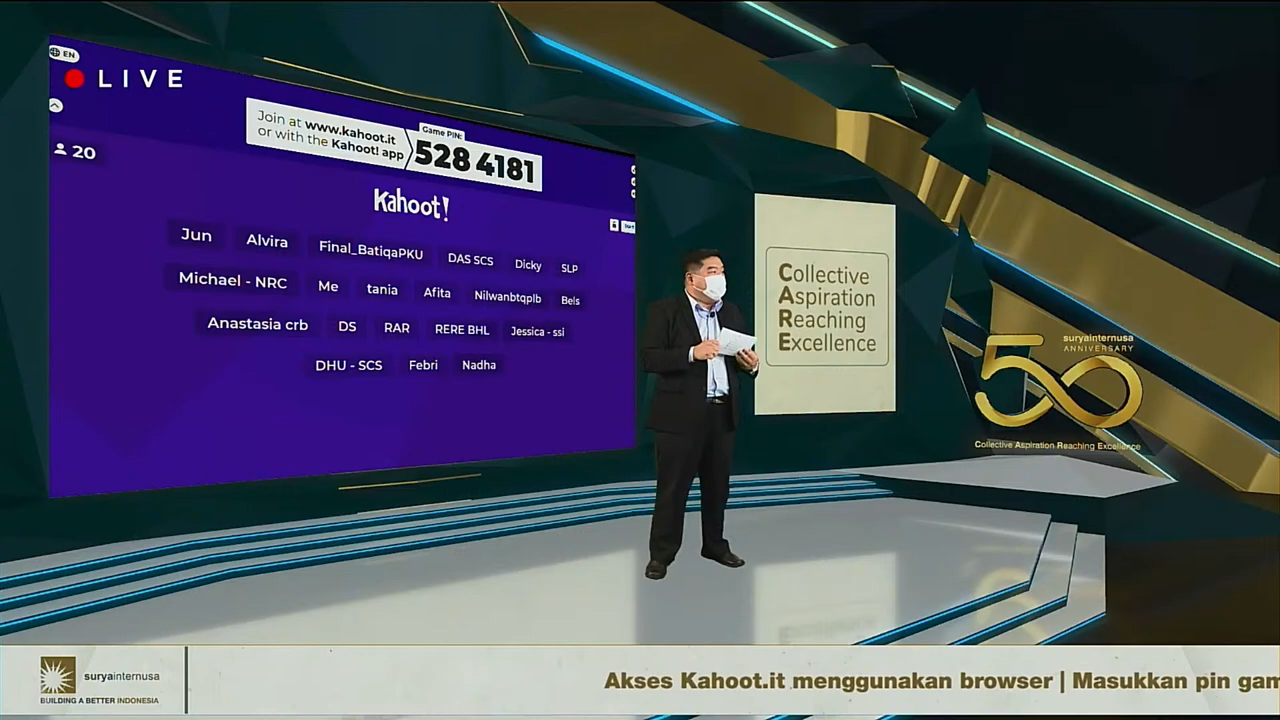 EN
LIVE
20
Join at www.kahoot.it
or with the Kahoot! app
Game PIN:
528 4181
Kahoot!
Jun Alvira Final_BatiqaPKU DAS SCS Dicky SLP
Michael - NRC Me tania Afita Nilwanbtqplb Bels
Anastasia crb DS RAR RERE BHL Jessica - ssi
DHU - SCS Febri Nadha
Collective
Aspiration
Reaching
Excellence
50
suryainternusa
ANNIVERSARY
Collective Aspiration Reaching Excellence
suryainternusa
BUILDING A BETTER INDONESIA
Akses Kahoot.it menggunakan browser | Masukkan pin gam